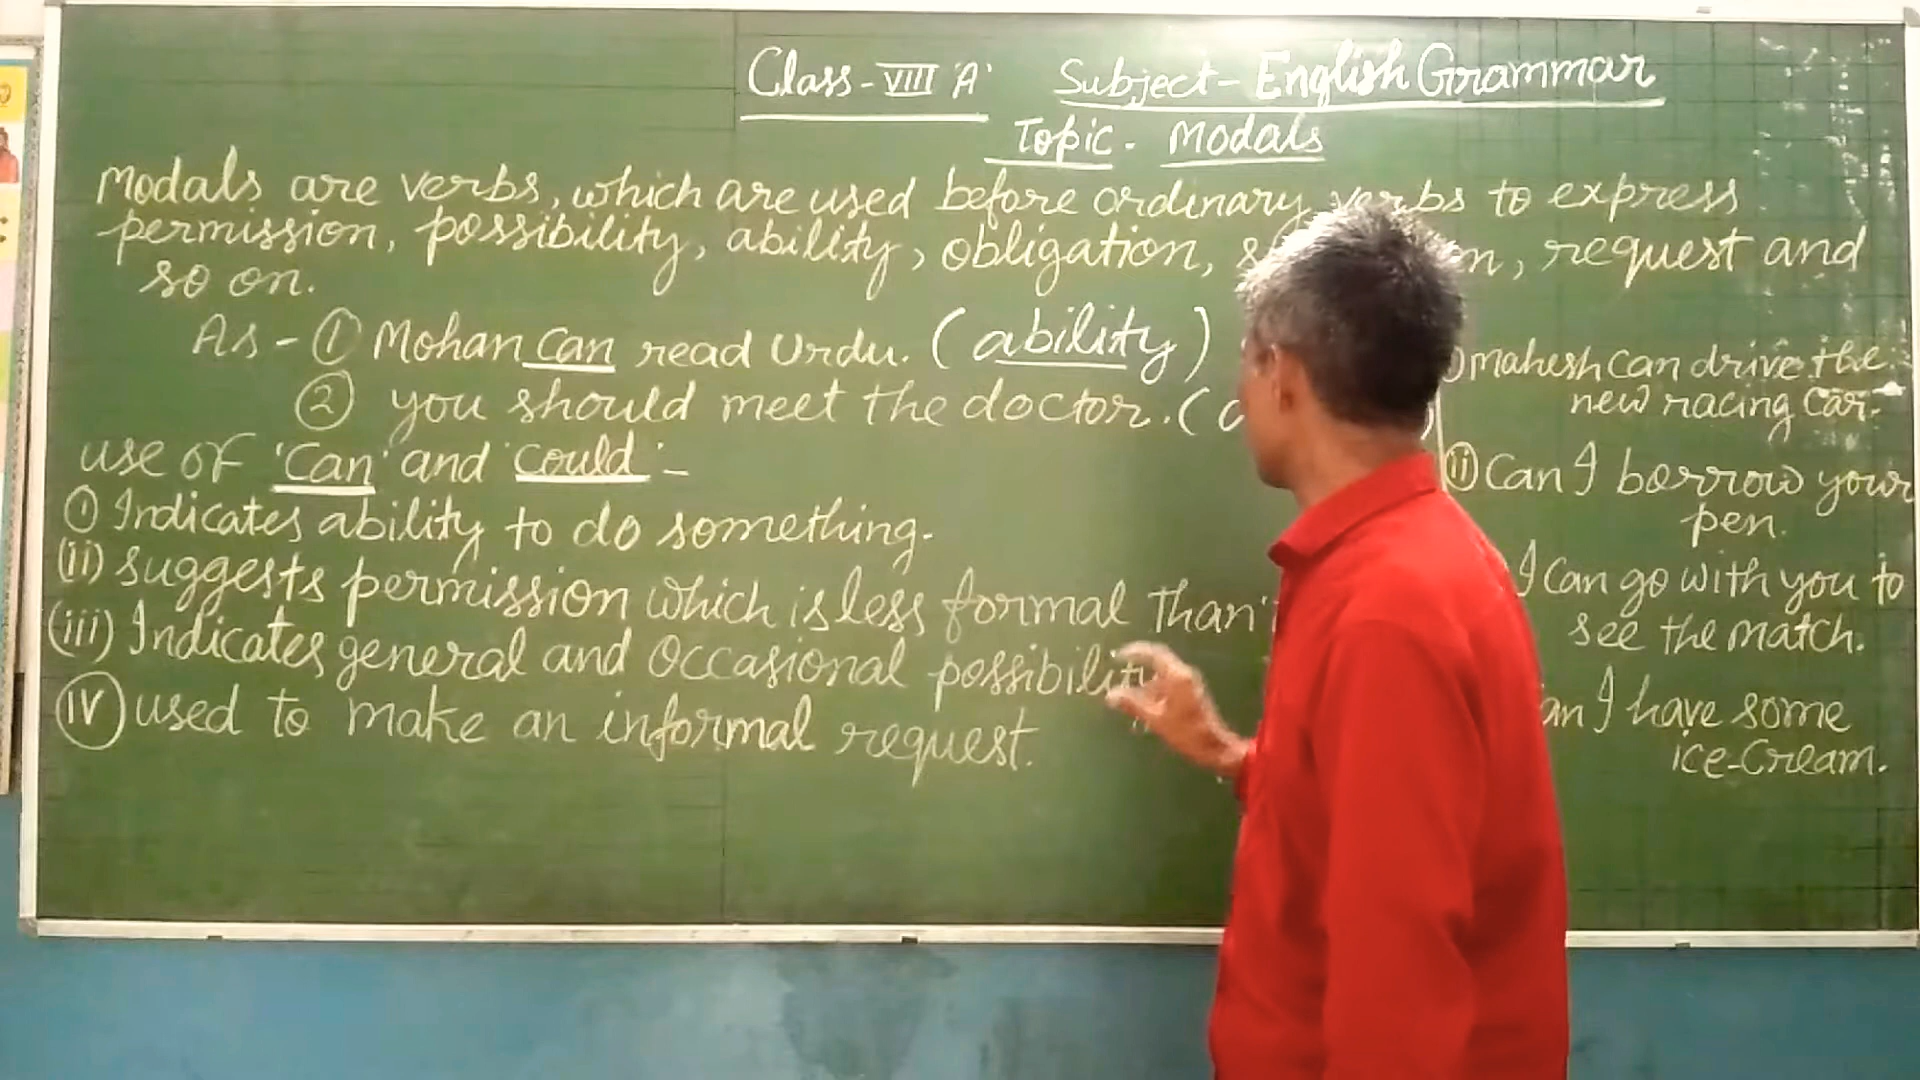 Class-VIII 'A' Subject-English Grammar
Topic- Modals
Modals are verbs, which are used before ordinary verbs to express
permission, possibility, ability, obligation, request and
so on.
As- ① Mohan can read Urdu. (ability)
② you should meet the doctor. (
use of 'Can' and 'Could'-
① Indicates ability to do something.
(ii) suggests permission which is less formal than
(iii) Indicates general and Occasional possibility
(iv) used to make an informal request.
mahesh can drive the
new racing car.
(ii) Can I borrow your
pen.
I can go with you to
see the match.
I have some
ice-cream.